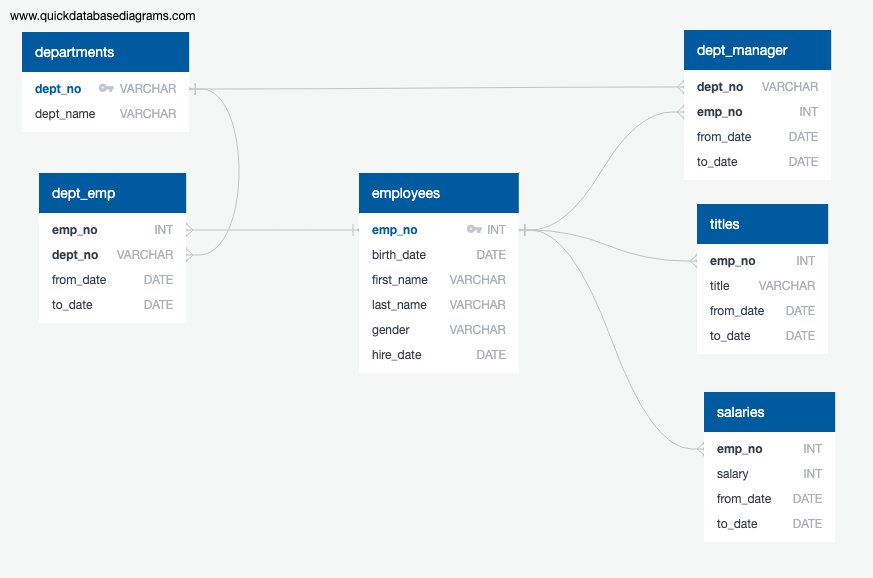 www.quickdatabasediagrams.com
departments
dept_no VARCHAR
dept_name VARCHAR
dept_emp
emp_no INT
dept_no VARCHAR
from_date DATE
to_date DATE
employees
emp_no INT
birth_date DATE
first_name VARCHAR
last_name VARCHAR
gender VARCHAR
hire_date DATE
dept_manager
dept_no VARCHAR
emp_no INT
from_date DATE
to_date DATE
titles
emp_no INT
title VARCHAR
from_date DATE
to_date DATE
salaries
emp_no INT
salary INT
from_date DATE
to_date DATE